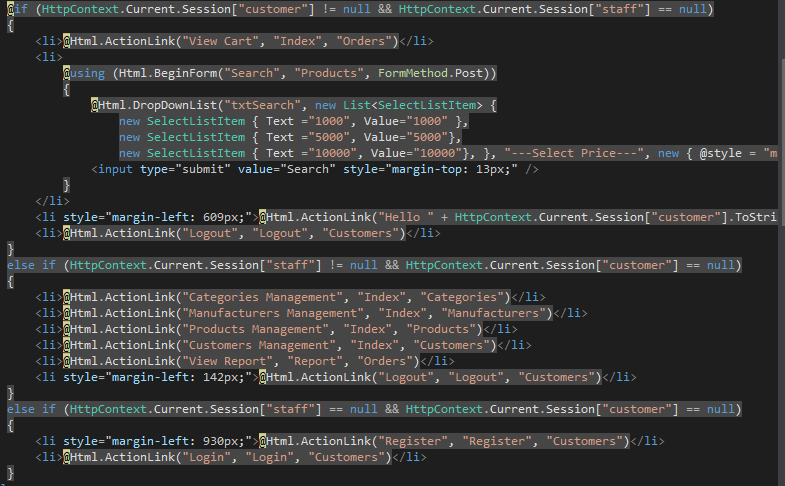 @if (HttpContext.Current.Session["customer"] != null && HttpContext.Current.Session["staff"] == null)
{
    <li>@Html.ActionLink("View Cart", "Index", "Orders")</li>
    <li>
        @using (Html.BeginForm("Search", "Products", FormMethod.Post))
        {
            @Html.DropDownList("txtSearch", new List<SelectListItem> {
                new SelectListItem { Text ="1000", Value="1000" },
                new SelectListItem { Text ="5000", Value="5000"},
                new SelectListItem { Text ="10000", Value="10000"}, }, "---Select Price---", new { @style = "m
            <input type="submit" value="Search" style="margin-top: 13px;" />
        }
    </li>
    <li style="margin-left: 609px;">@Html.ActionLink("Hello " + HttpContext.Current.Session["customer"].ToStri
    <li>@Html.ActionLink("Logout", "Logout", "Customers")</li>
}
else if (HttpContext.Current.Session["staff"] != null && HttpContext.Current.Session["customer"] == null)
{
    <li>@Html.ActionLink("Categories Management", "Index", "Categories")</li>
    <li>@Html.ActionLink("Manufacturers Management", "Index", "Manufacturers")</li>
    <li>@Html.ActionLink("Products Management", "Index", "Products")</li>
    <li>@Html.ActionLink("Customers Management", "Index", "Customers")</li>
    <li>@Html.ActionLink("View Report", "Report", "Orders")</li>
    <li style="margin-left: 142px;">@Html.ActionLink("Logout", "Logout", "Customers")</li>
}
else if (HttpContext.Current.Session["staff"] == null && HttpContext.Current.Session["customer"] == null)
{
    <li style="margin-left: 930px;">@Html.ActionLink("Register", "Register", "Customers")</li>
    <li>@Html.ActionLink("Login", "Login", "Customers")</li>
}